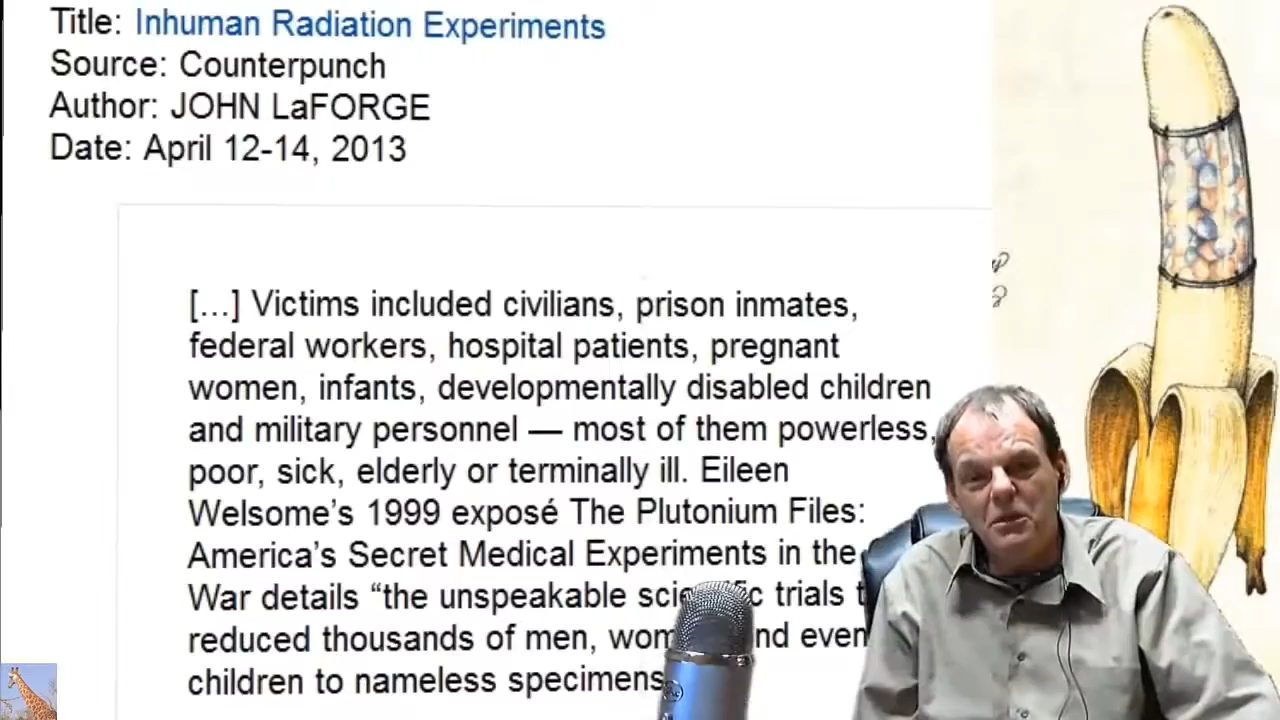 Title: Inhuman Radiation Experiments
Source: Counterpunch
Author: JOHN LaFORGE
Date: April 12-14, 2013
[...] Victims included civilians, prison inmates,
federal workers, hospital patients, pregnant
women, infants, developmentally disabled children
and military personnel — most of them powerless,
poor, sick, elderly or terminally ill. Eileen
Welsome's 1999 exposé The Plutonium Files:
America's Secret Medical Experiments in the
War details “the unspeakable trials
reduced thousands of men, and even
children to nameless specimens